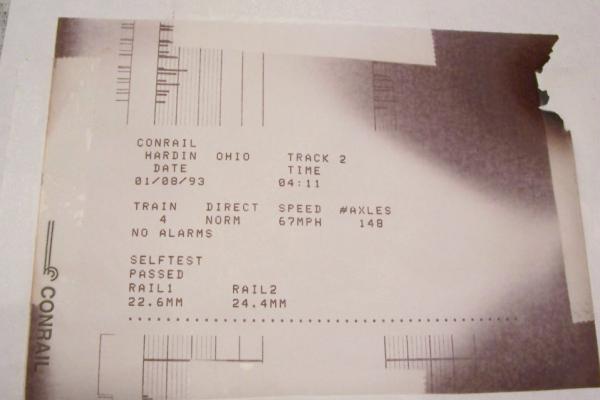 CONRAIL
HARDIN OHIO TRACK 2
DATE TIME
01/08/93 04:11
TRAIN DIRECT SPEED #AXLES
4 NORM 67MPH 148
NO ALARMS
SELFTEST
PASSED
RAIL1 RAIL2
22.6MM 24.4MM
CONRAIL